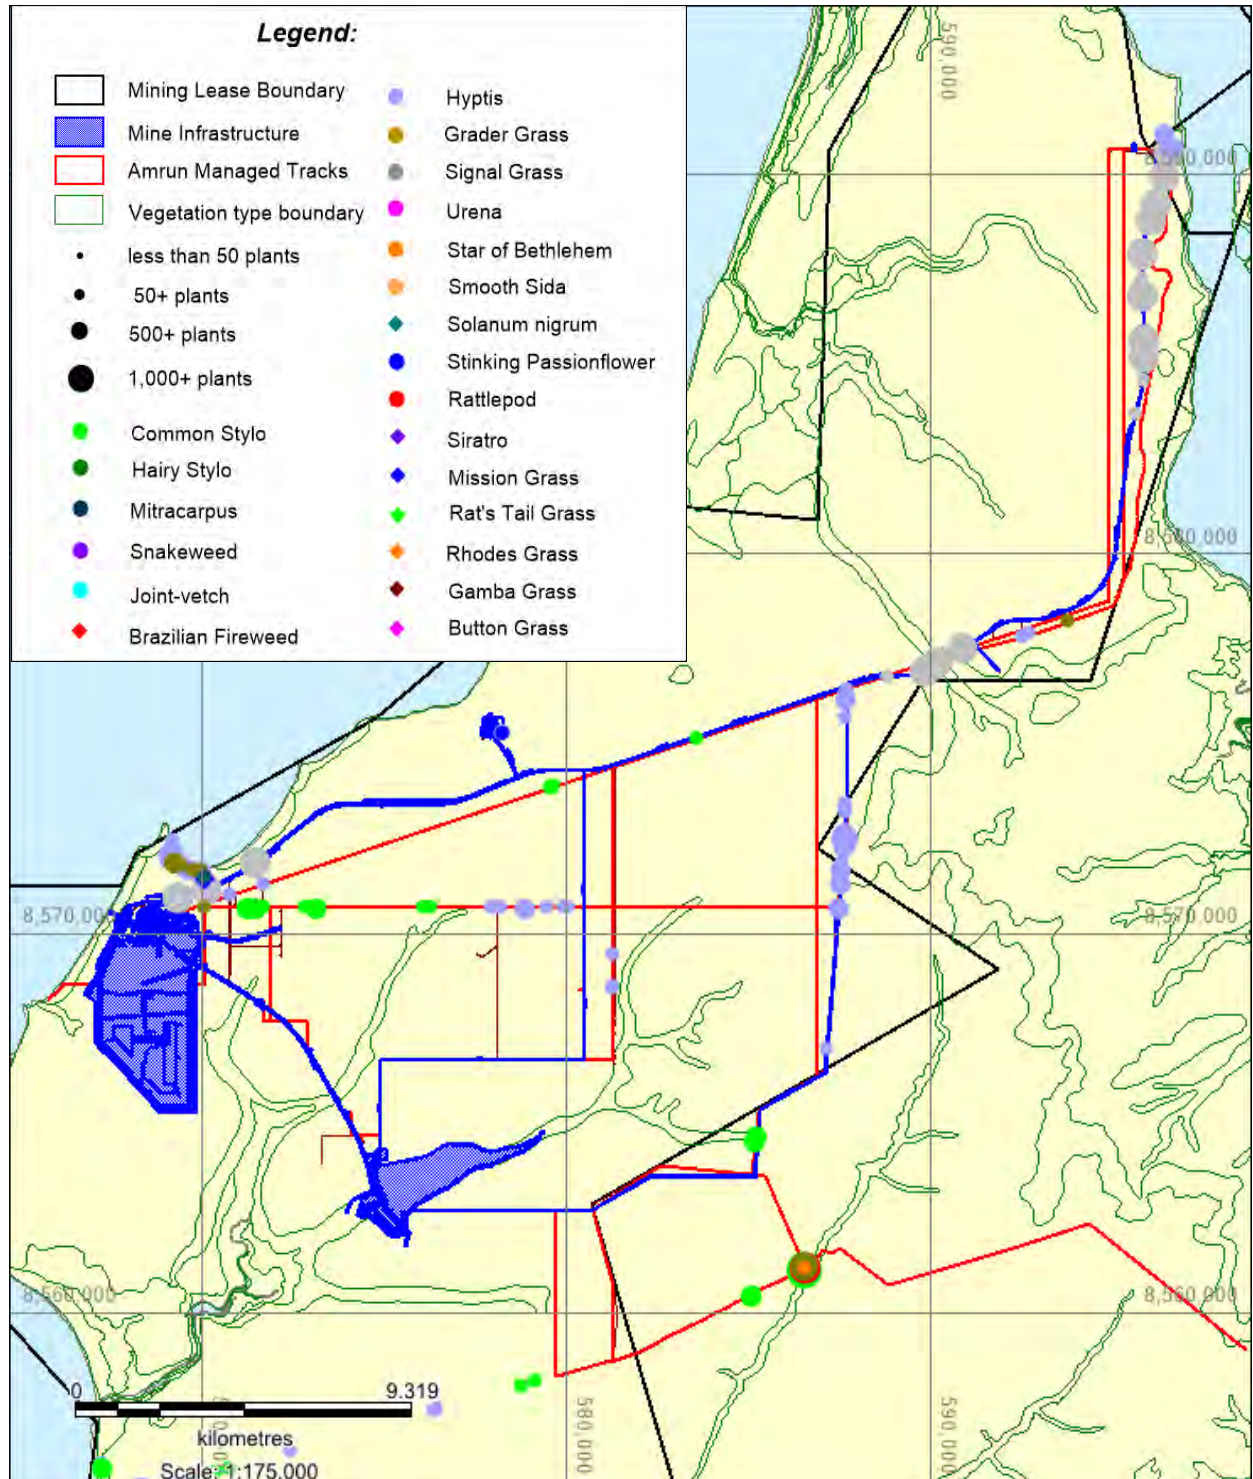 Legend:
Mining Lease Boundary
Mine Infrastructure
Amrun Managed Tracks
Vegetation type boundary
less than 50 plants
50+ plants
500+ plants
1,000+ plants
Common Stylo
Hairy Stylo
Mitracarpus
Snakeweed
Joint-vetch
Brazilian Fireweed
Hyptis
Grader Grass
Signal Grass
Urena
Star of Bethlehem
Smooth Sida
Solanum nigrum
Stinking Passionflower
Rattlepod
Siratro
Mission Grass
Rat's Tail Grass
Rhodes Grass
Gamba Grass
Button Grass
590,000
8,590,000
8,580,000
8,570,000
8,570,000
8,560,000
8,560,000
580,000
590,000
0 9.319
kilometres
Scale: 1:175,000